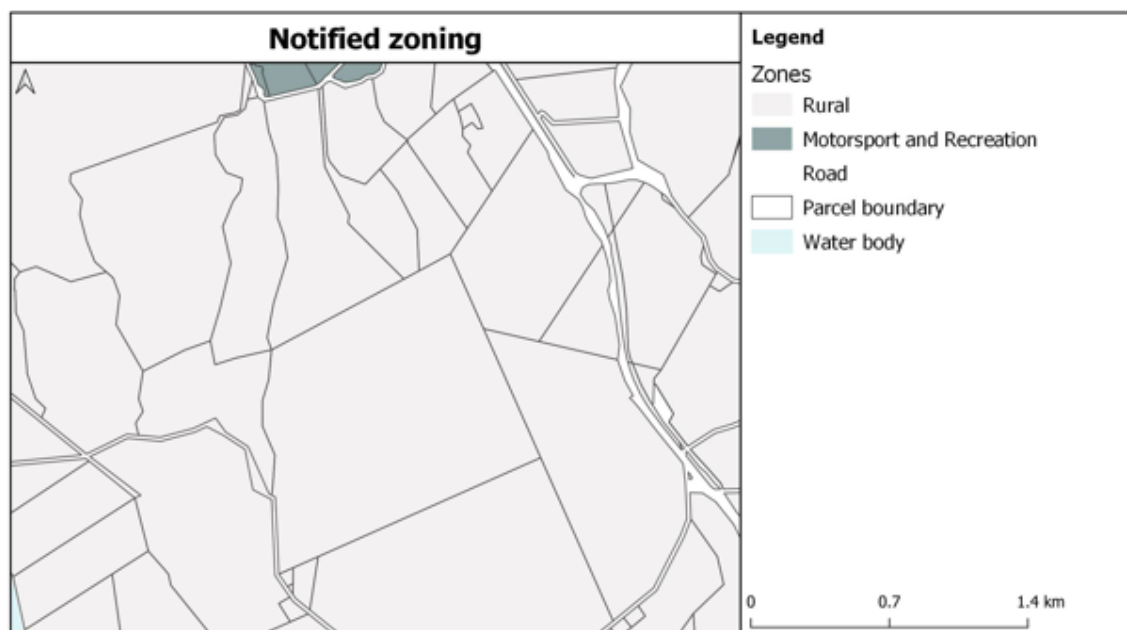 Notified zoning
Legend
Zones
Rural
Motorsport and Recreation
Road
Parcel boundary
Water body
0 0.7 1.4 km